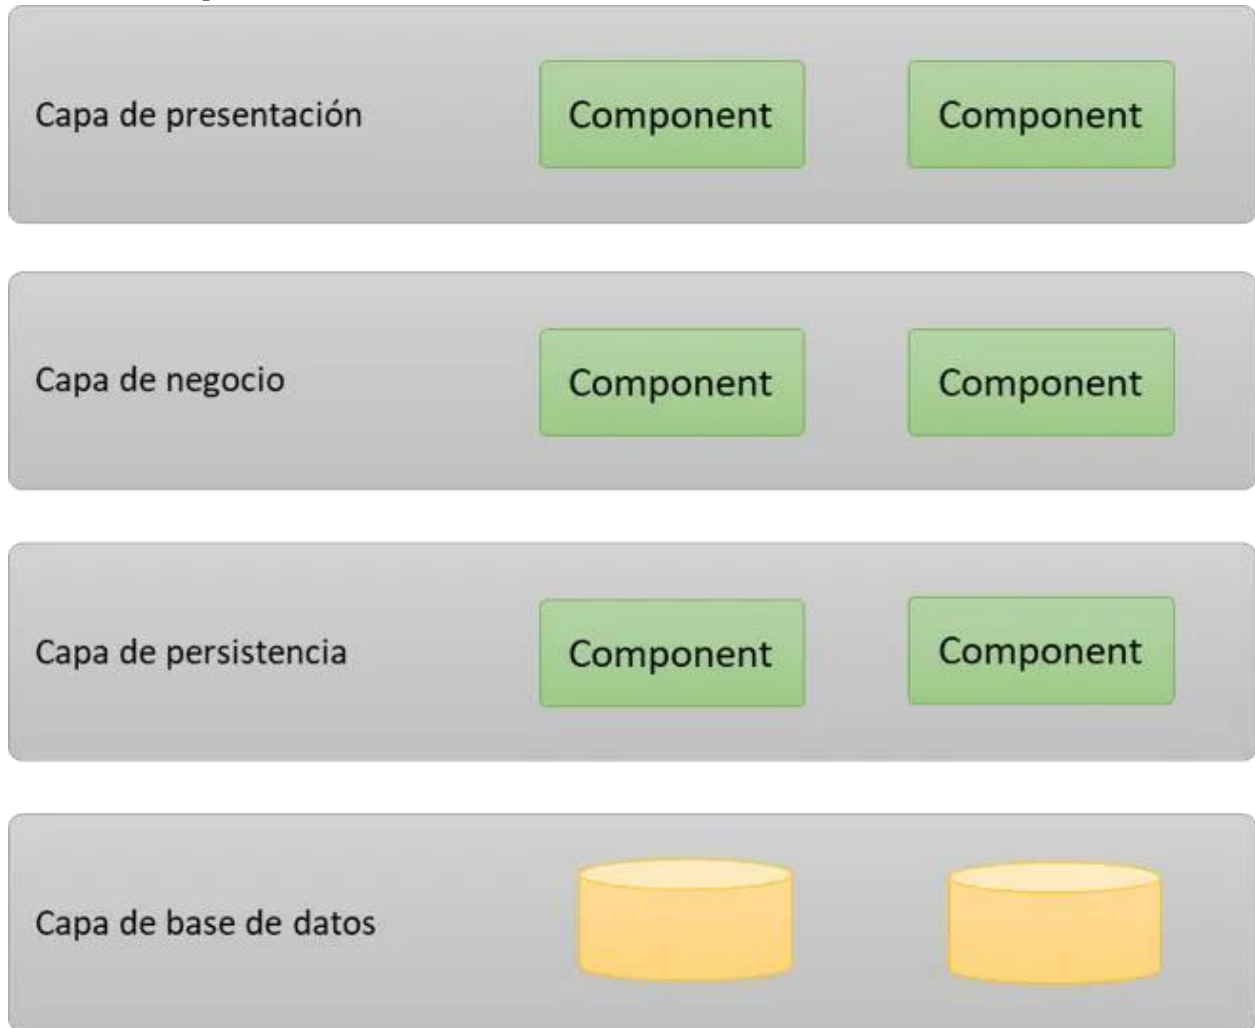 Capa de presentación
Component
Component
Capa de negocio
Component
Component
Capa de persistencia
Component
Component
Capa de base de datos